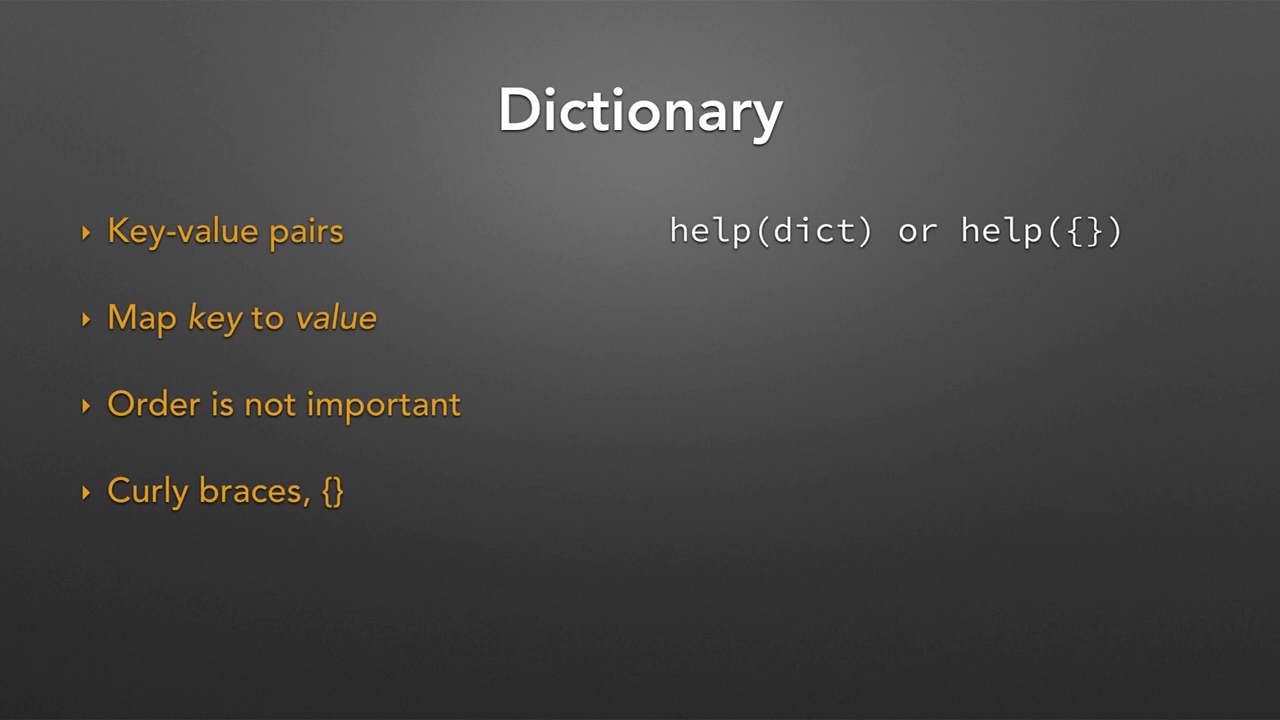 Dictionary
‣ Key-value pairs
‣ Map key to value
‣ Order is not important
‣ Curly braces, {}
help(dict) or help({})